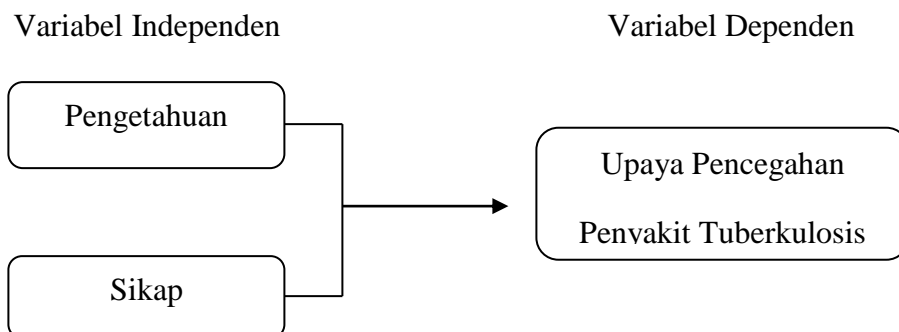 Variabel Independen
Variabel Dependen
Pengetahuan
Upaya Pencegahan
Penyakit Tuberkulosis
Sikap